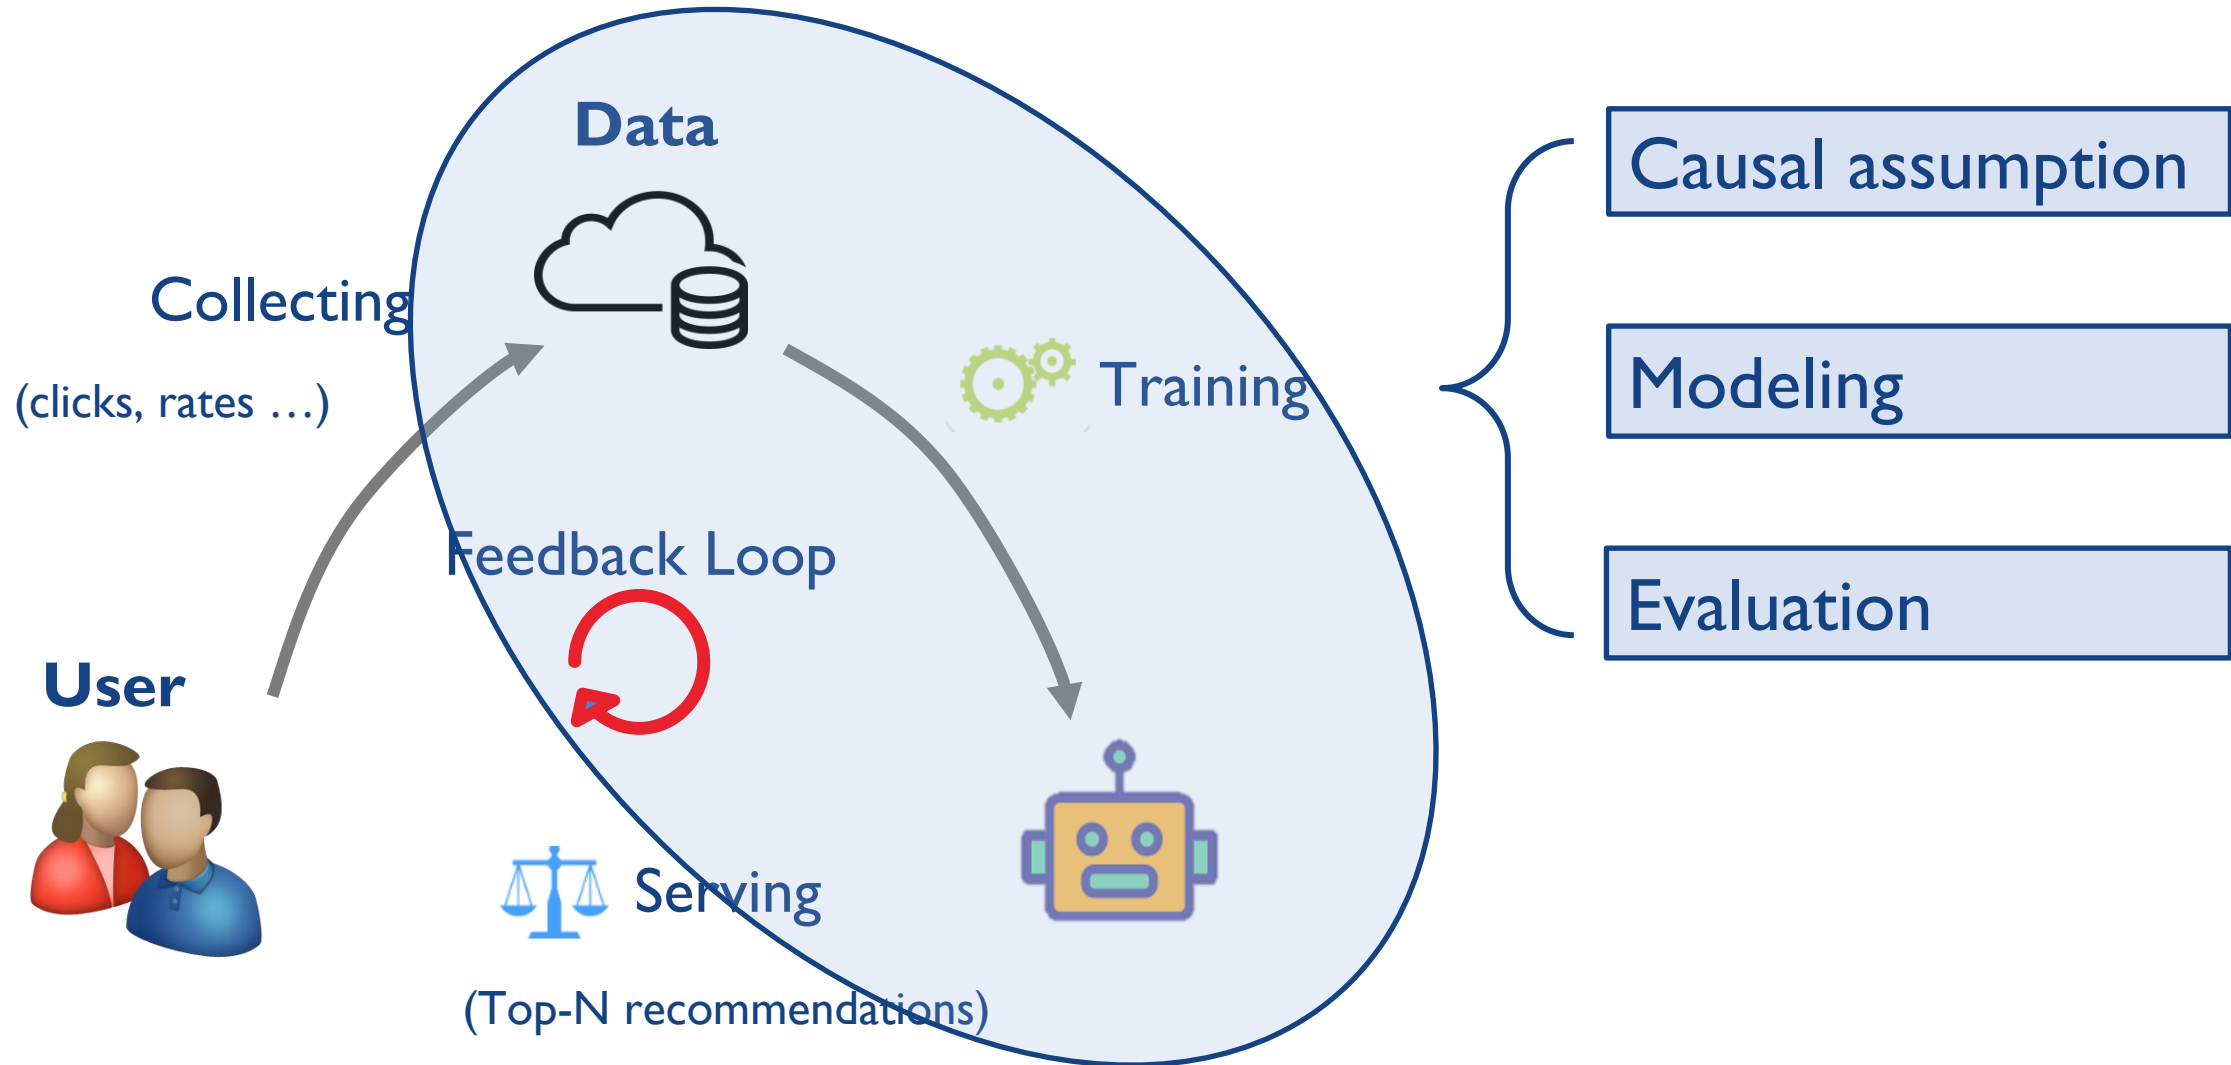 Data
Collecting
(clicks, rates …)
Training
Feedback Loop
User
Serving
(Top-N recommendations)
Causal assumption
Modeling
Evaluation